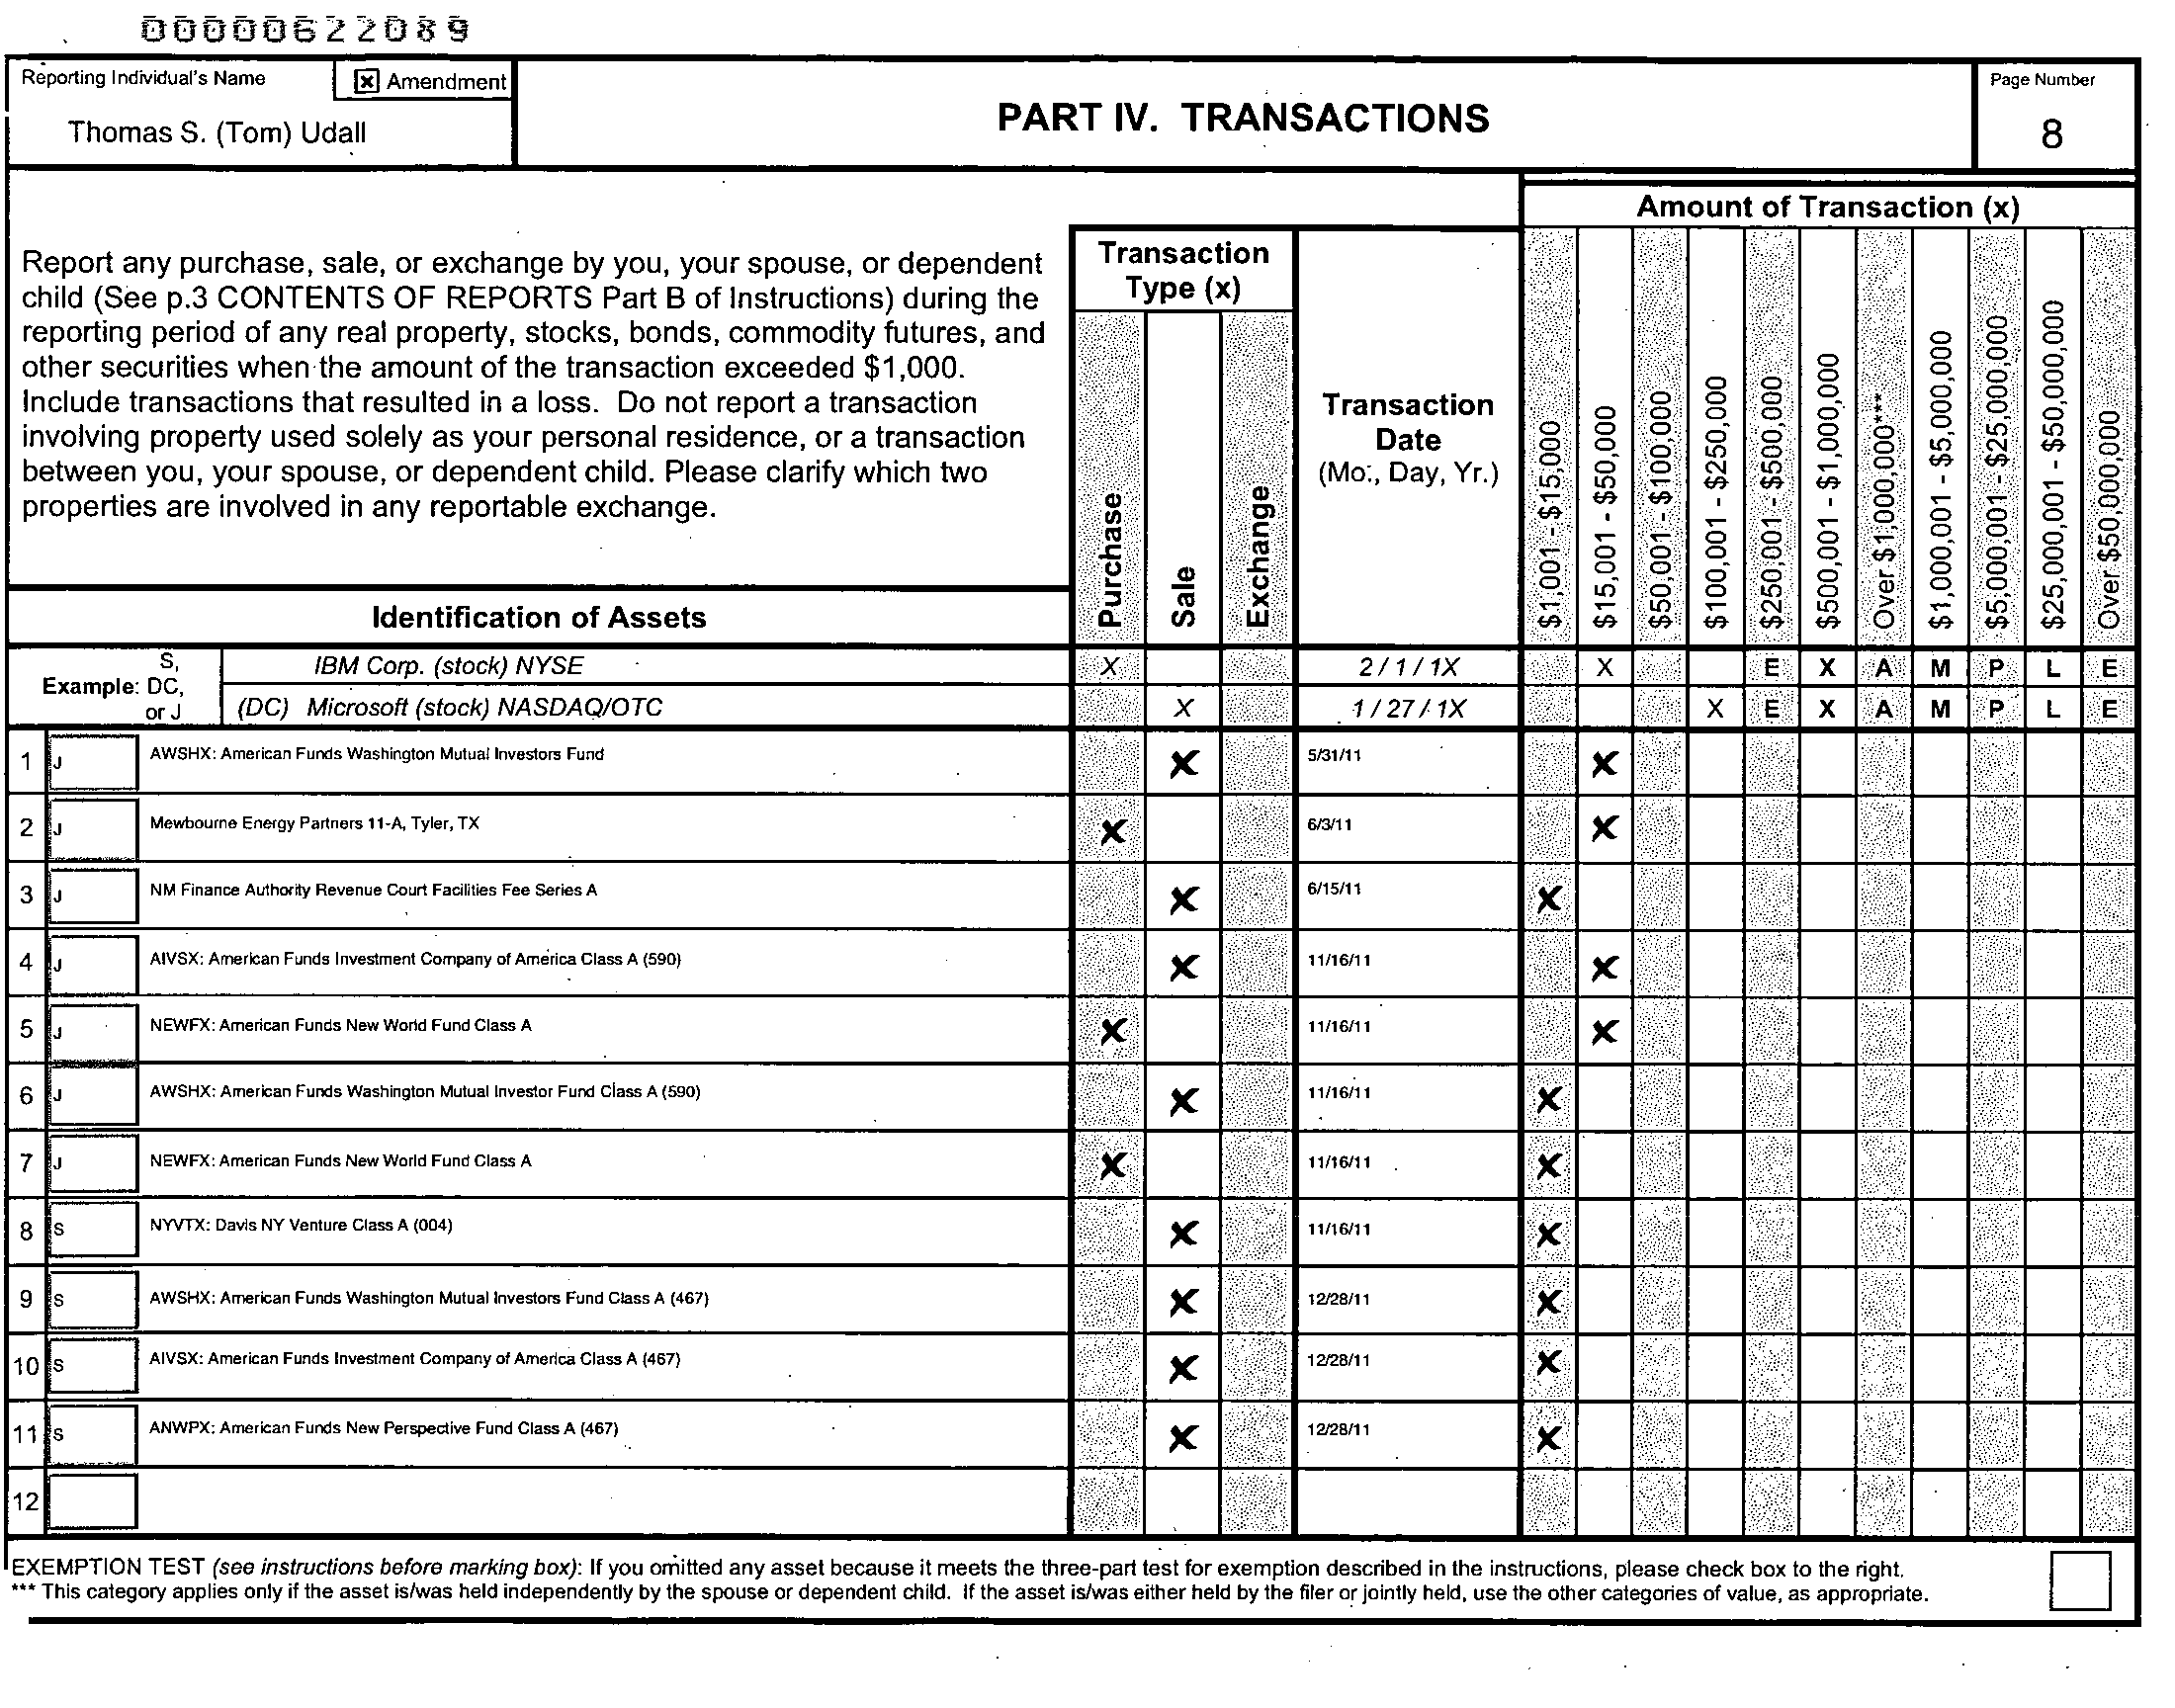 00000622089
Reporting Individual's Name
☒ Amendment
Thomas S. (Tom) Udall
PART IV. TRANSACTIONS
Page Number
8
Report any purchase, sale, or exchange by you, your spouse, or dependent
child (See p.3 CONTENTS OF REPORTS Part B of Instructions) during the
reporting period of any real property, stocks, bonds, commodity futures, and
other securities when the amount of the transaction exceeded $1,000.
Include transactions that resulted in a loss. Do not report a transaction
involving property used solely as your personal residence, or a transaction
between you, your spouse, or dependent child. Please clarify which two
properties are involved in any reportable exchange.
Identification of Assets
Transaction
Type (x)
Purchase
Sale
Exchange
Transaction
Date
(Mo., Day, Yr.)
Amount of Transaction (x)
$1,001 - $15,000
$15,001 - $50,000
$50,001 - $100,000
$100,001 - $250,000
$250,001 - $500,000
$500,001 - $1,000,000
Over $1,000,000****
$1,000,001 - $5,000,000
$5,000,001 - $25,000,000
$25,000,001 - $50,000,000
Over $50,000,000
Example: S, DC, or J
IBM Corp. (stock) NYSE X 2 / 1 / 1X X E X A M P L E
(DC) Microsoft (stock) NASDAQ/OTC X 1 / 27 / 1X X E X A M P L E
1 J AWSHX: American Funds Washington Mutual Investors Fund X 5/31/11 X
2 J Mewbourne Energy Partners 11-A, Tyler, TX X 6/3/11 X
3 J NM Finance Authority Revenue Court Facilities Fee Series A X 6/15/11 X
4 J AIVSX: American Funds Investment Company of America Class A (590) X 11/16/11 X
5 J NEWFX: American Funds New World Fund Class A X 11/16/11 X
6 J AWSHX: American Funds Washington Mutual Investor Fund Class A (590) X 11/16/11 X
7 J NEWFX: American Funds New World Fund Class A X 11/16/11 X
8 S NYVTX: Davis NY Venture Class A (004) X 11/16/11 X
9 S AWSHX: American Funds Washington Mutual Investors Fund Class A (467) X 12/28/11 X
10 S AIVSX: American Funds Investment Company of America Class A (467) X 12/28/11 X
11 S ANWPX: American Funds New Perspective Fund Class A (467) X 12/28/11 X
12
EXEMPTION TEST (see instructions before marking box): If you omitted any asset because it meets the three-part test for exemption described in the instructions, please check box to the right.
*** This category applies only if the asset is/was held independently by the spouse or dependent child. If the asset is/was either held by the filer or jointly held, use the other categories of value, as appropriate.